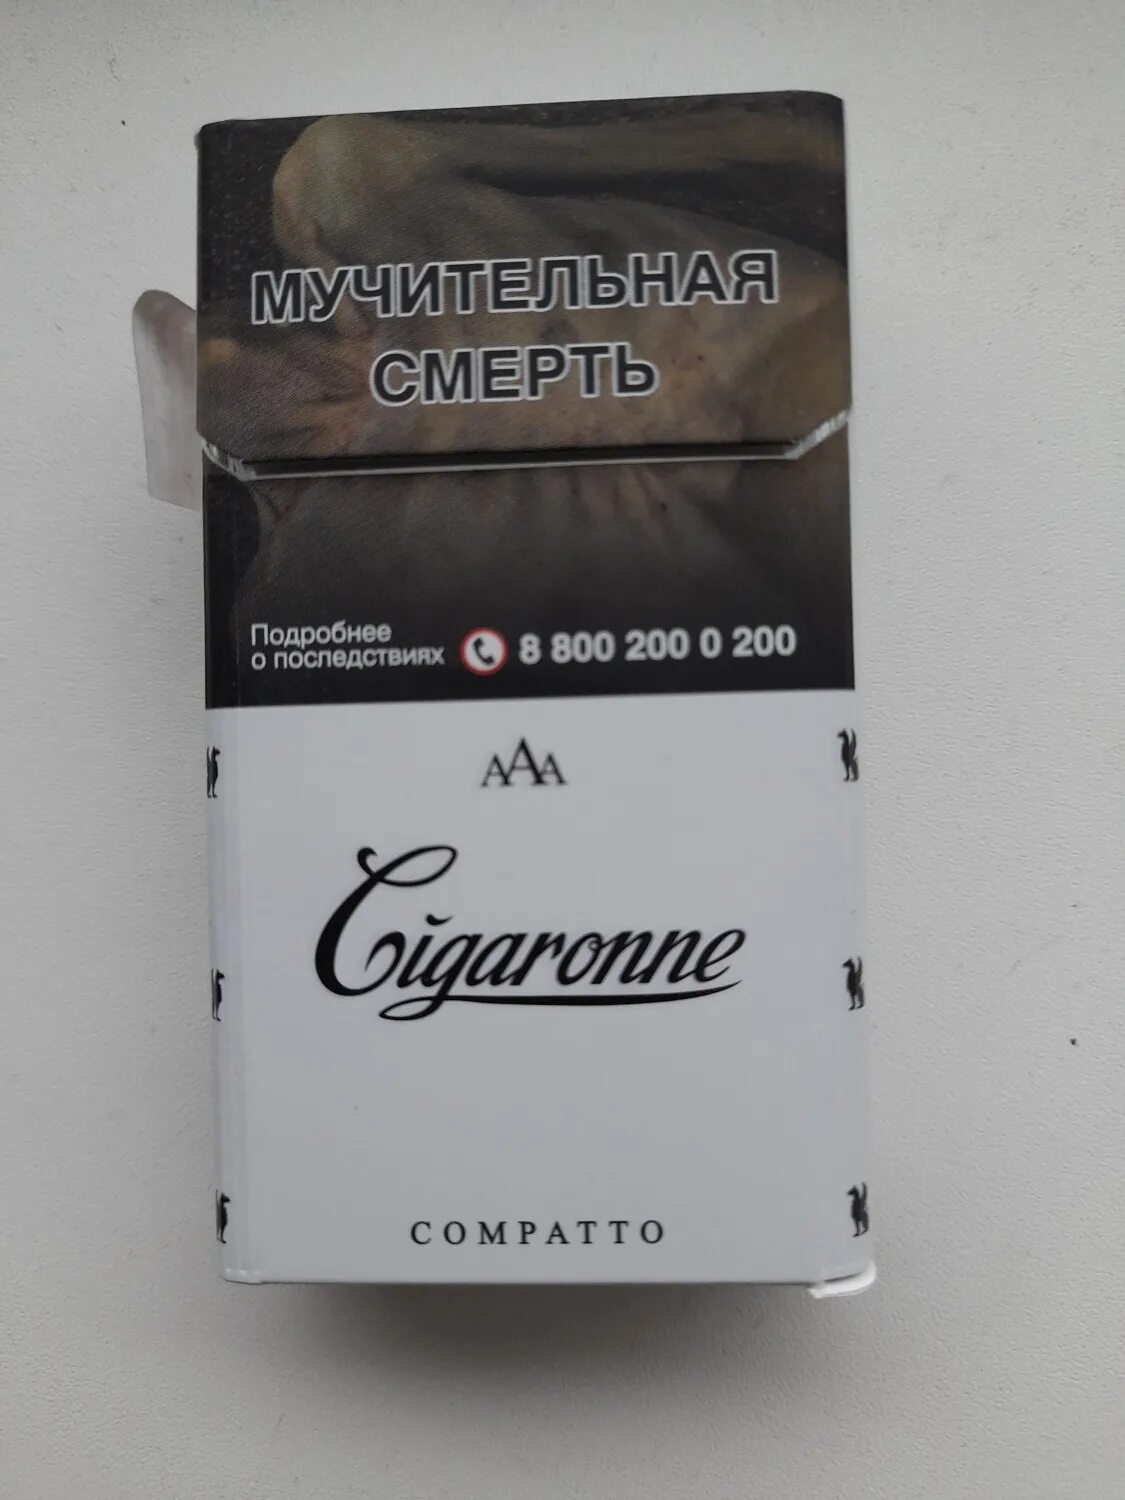 МУЧИТЕЛЬНАЯ
СМЕРТЬ
Подробнее
о последствиях 8 800 200 0 200
AAA
Cigaronne
COMPATTO